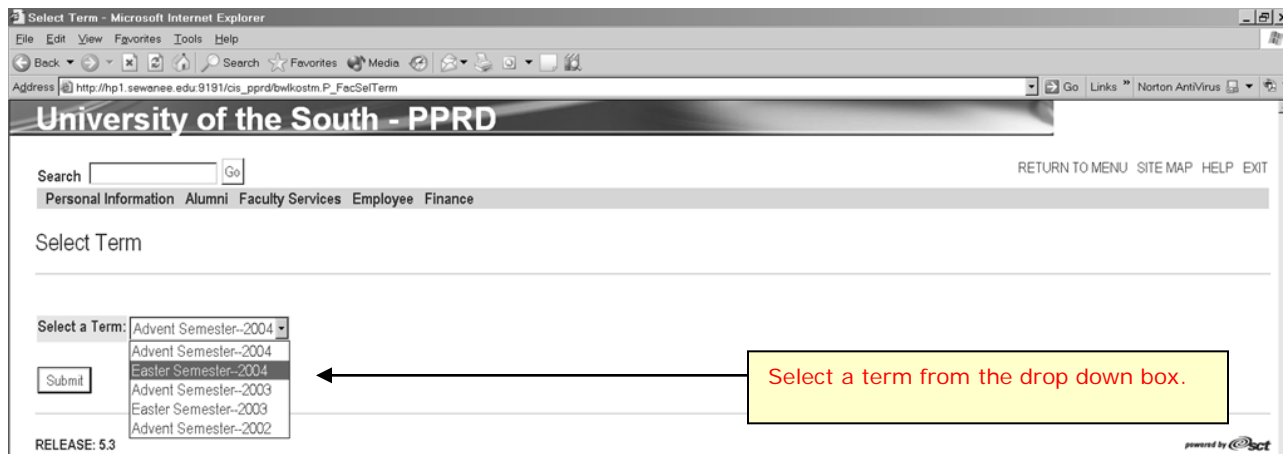 Select Term - Microsoft Internet Explorer
File Edit View Favorites Tools Help
Back Search Favorites Media
Address http://hp1.sewanee.edu:9191/cis_pprd/bwlkostm.P_FacSelTerm Go Links » Norton AntiVirus
University of the South - PPRD
Search Go RETURN TO MENU SITE MAP HELP EXIT
Personal Information Alumni Faculty Services Employee Finance
Select Term
Select a Term: Advent Semester--2004
Advent Semester--2004
Easter Semester--2004
Advent Semester--2003
Easter Semester--2003
Advent Semester--2002
Submit
Select a term from the drop down box.
RELEASE: 5.3
powered by sct